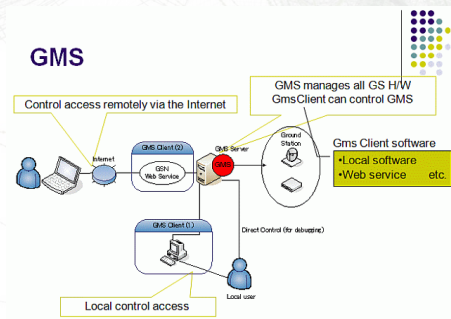 GMS
GMS manages all GS H/W
GmsClient can control GMS
Control access remotely via the Internet
Ground
Station
Gms Client software
•Local software
•Web service etc.
GMS Client (2)
GMS Server
Internet
GSN
Web Service
GMS
GMS Client (1)
Direct Control (for debugging)
Local user
Local control access